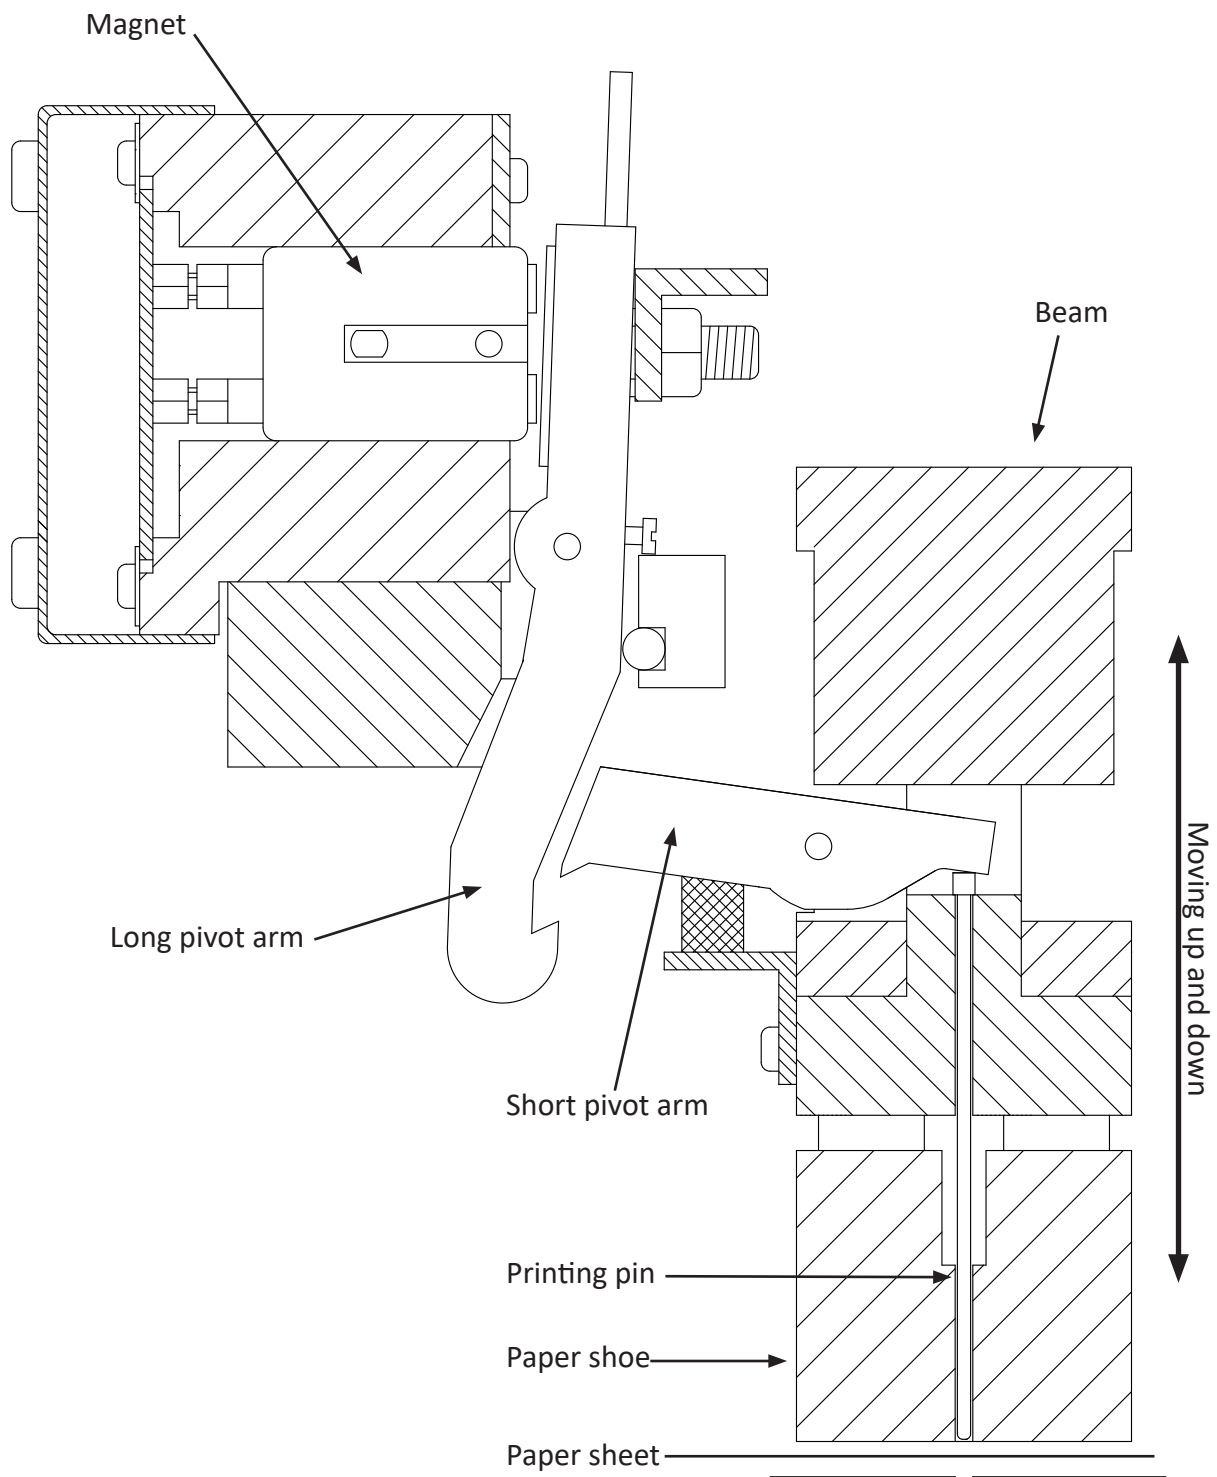 Magnet
Beam
Moving up and down
Long pivot arm
Short pivot arm
Printing pin
Paper shoe
Paper sheet